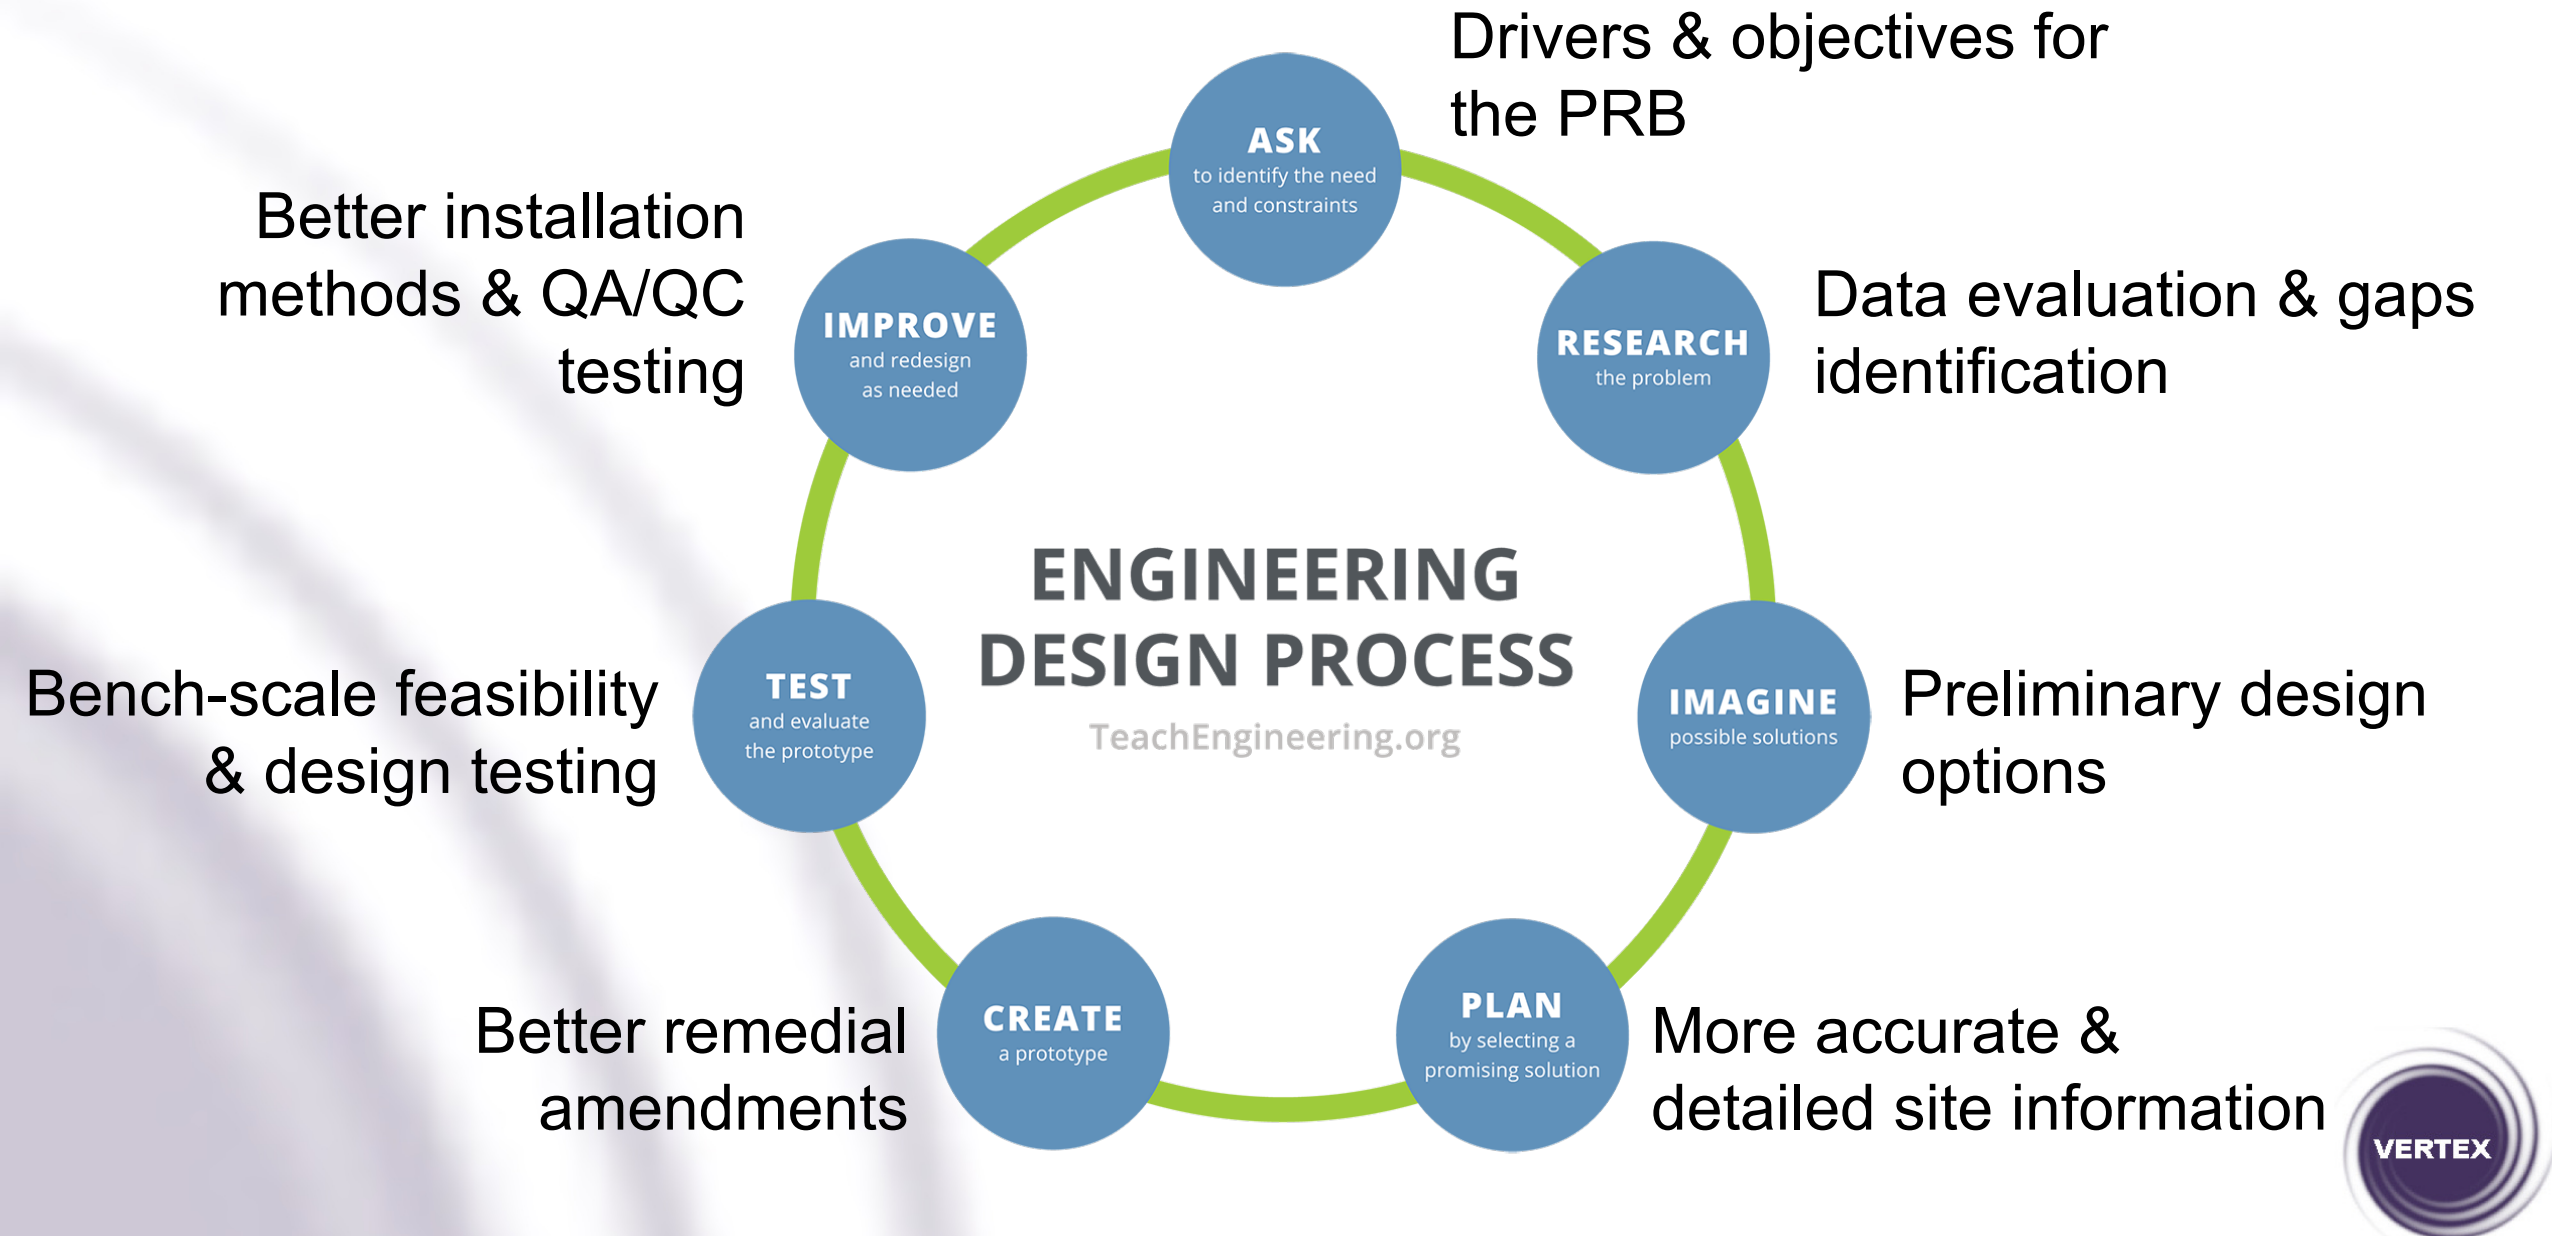 Drivers & objectives for
the PRB
ASK
to identify the need
and constraints
Data evaluation & gaps
identification
RESEARCH
the problem
IMAGINE
possible solutions
Preliminary design
options
PLAN
by selecting a
promising solution
More accurate &
detailed site information
CREATE
a prototype
Better remedial
amendments
TEST
and evaluate
the prototype
Bench-scale feasibility
& design testing
IMPROVE
and redesign
as needed
Better installation
methods & QA/QC
testing
ENGINEERING
DESIGN PROCESS
TeachEngineering.org
VERTEX